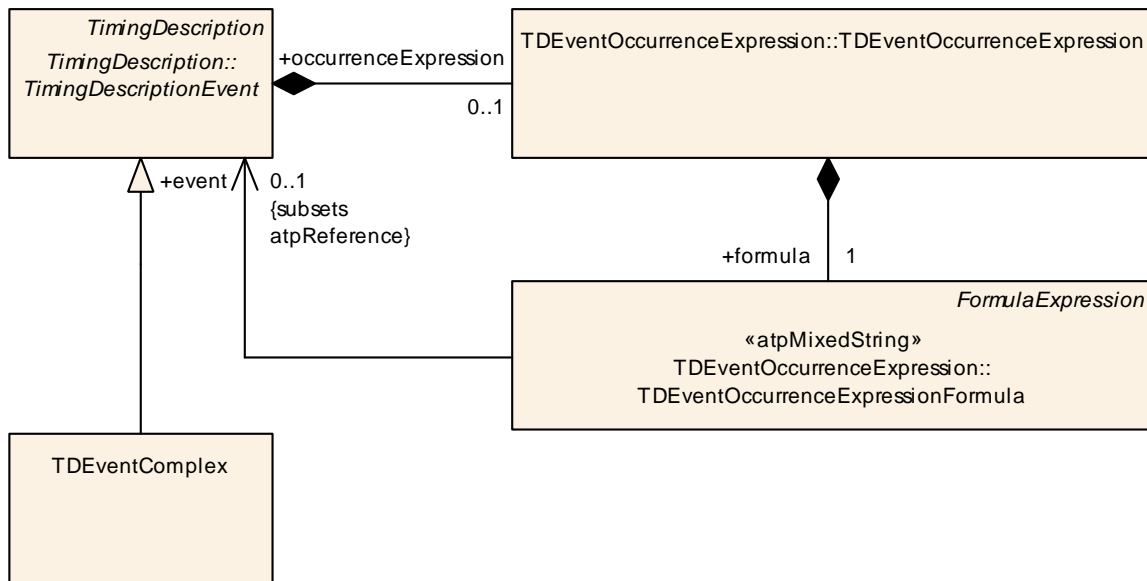 TimingDescription
TimingDescription::
TimingDescriptionEvent
+occurrenceExpression
0..1
TDEventOccurrenceExpression::TDEventOccurrenceExpression
+event
0..1
{subsets
atpReference}
+formula 1
FormulaExpression
«atpMixedString»
TDEventOccurrenceExpression::
TDEventOccurrenceExpressionFormula
TDEventComplex